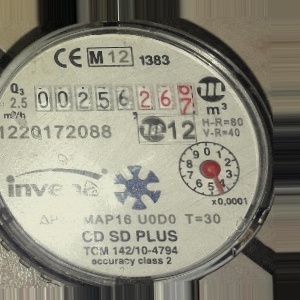 CE M 12 1383
Q3 2.5 m³/h
00256267 m³
1220172088 12 H-R=80 V-R=40
x0,0001
MAP16 U0D0 T=30
CD SD PLUS
TCM 142/10-4794
accuracy class 2